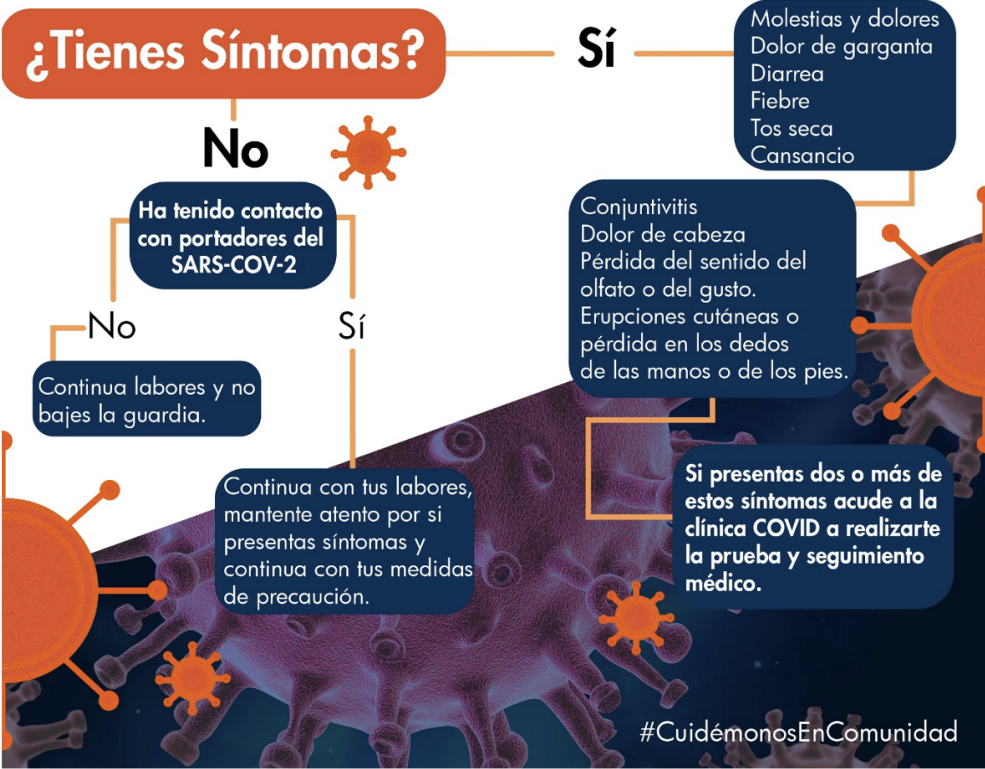 ¿Tienes Síntomas?
Sí
Molestias y dolores
Dolor de garganta
Diarrea
Fiebre
Tos seca
Cansancio
Conjuntivitis
Dolor de cabeza
Pérdida del sentido del
olfato o del gusto.
Erupciones cutáneas o
pérdida en los dedos
de las manos o de los pies.
Si presentas dos o más de
estos síntomas acude a la
clínica COVID a realizarte
la prueba y seguimiento
médico.
No
Ha tenido contacto
con portadores del
SARS-COV-2
No
Continua labores y no
bajes la guardia.
Sí
Continua con tus labores,
mantente atento por si
presentas síntomas y
continua con tus medidas
de precaución.
#CuidémonosEnComunidad